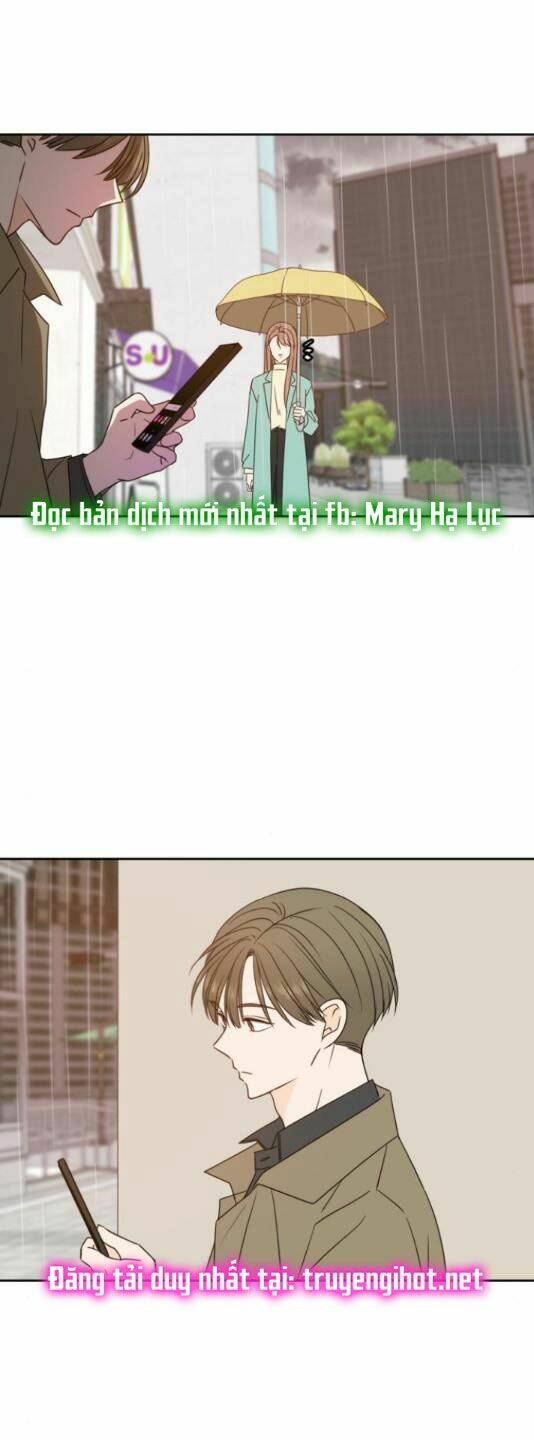 S&U
Đọc bản dịch mới nhất tại fb: Mary Hạ Lục
Đăng tải duy nhất tại: truyengihot.net